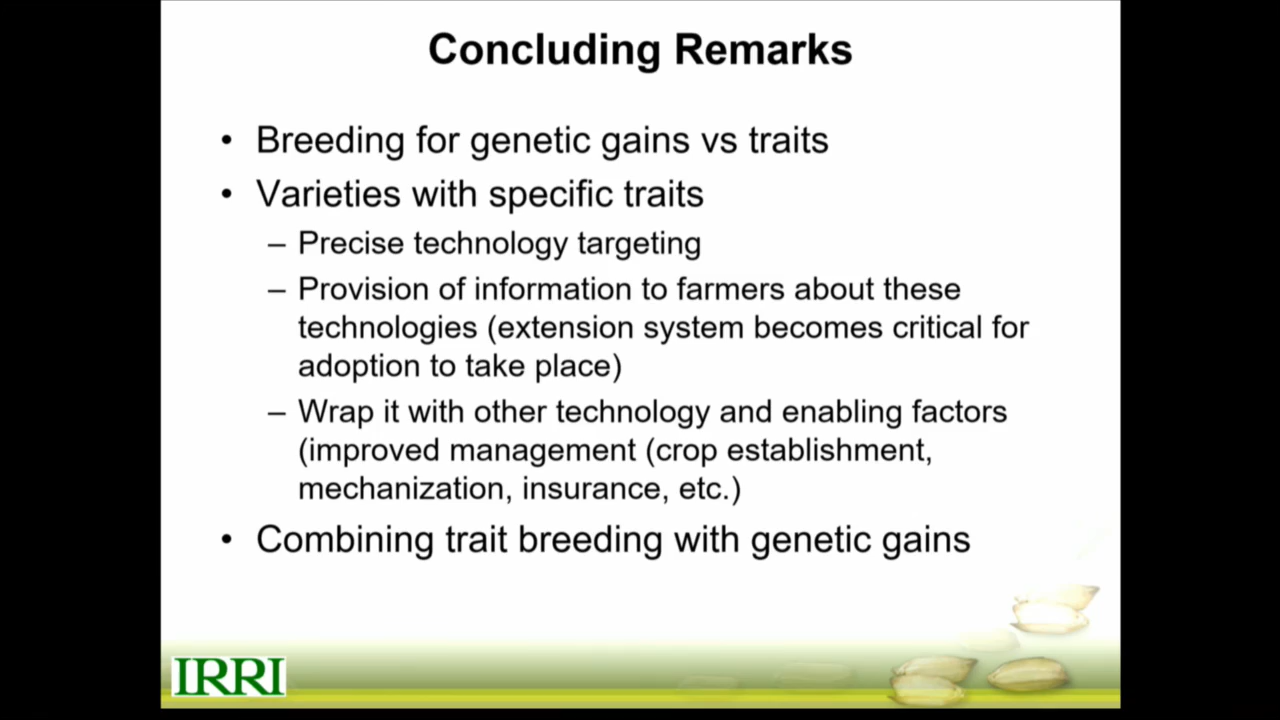 Concluding Remarks
• Breeding for genetic gains vs traits
• Varieties with specific traits
– Precise technology targeting
– Provision of information to farmers about these
technologies (extension system becomes critical for
adoption to take place)
– Wrap it with other technology and enabling factors
(improved management (crop establishment,
mechanization, insurance, etc.)
• Combining trait breeding with genetic gains
IRRI